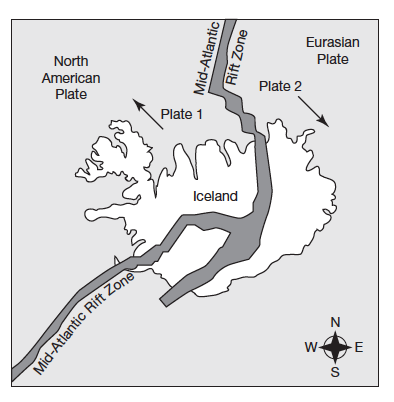 Mid-Atlantic
Rift Zone
Eurasian
Plate
North
American
Plate
Plate 2
Plate 1
Iceland
Mid-Atlantic Rift Zone
N
W
E
S